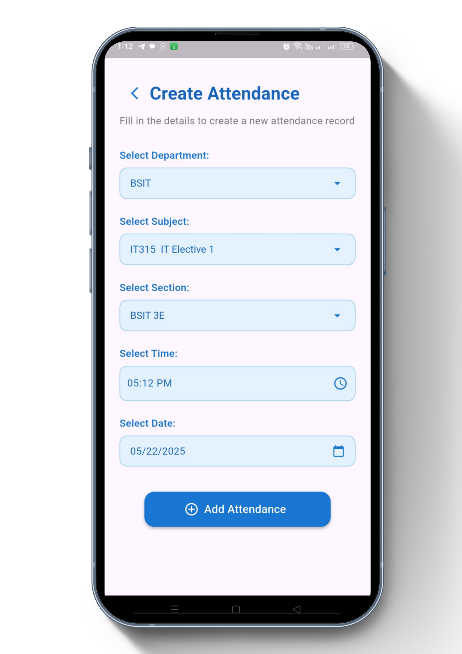 1:12
Create Attendance
Fill in the details to create a new attendance record
Select Department:
BSIT
Select Subject:
IT315 IT Elective 1
Select Section:
BSIT 3E
Select Time:
05:12 PM
Select Date:
05/22/2025
Add Attendance